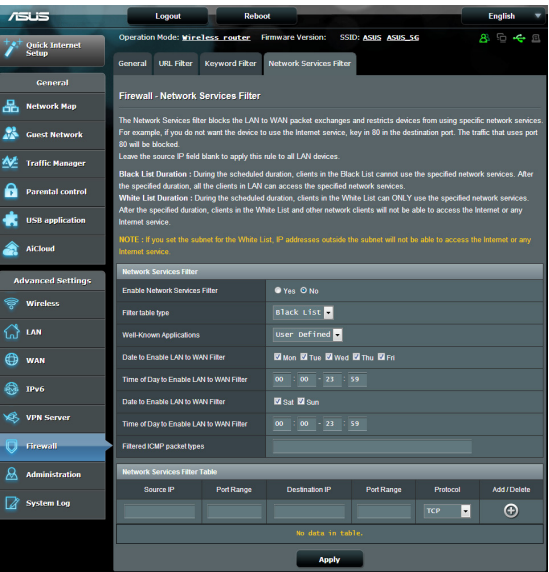 ASUS
Logout
Reboot
English
Operation Mode: Wireless router Firmware Version: SSID: ASUS ASUS_5G
Quick Internet
Setup
General
Network Map
Guest Network
Traffic Manager
Parental control
USB application
AiCloud
Advanced Settings
Wireless
LAN
WAN
IPv6
VPN Server
Firewall
Administration
System Log
General
URL Filter
Keyword Filter
Network Services Filter
Firewall - Network Services Filter
The Network Services filter blocks the LAN to WAN packet exchanges and restricts devices from using specific network services.
For example, if you do not want the device to use the Internet service, key in 80 in the destination port. The traffic that uses port
80 will be blocked.
Leave the source IP field blank to apply this rule to all LAN devices.
Black List Duration : During the scheduled duration, clients in the Black List cannot use the specified network services. After
the specified duration, all the clients in LAN can access the specified network services.
White List Duration : During the scheduled duration, clients in the White List can ONLY use the specified network services.
After the specified duration, clients in the White List and other network clients will not be able to access the Internet or any
Internet service.
NOTE : If you set the subnet for the White List, IP addresses outside the subnet will not be able to access the Internet or any
Internet service.
Network Services Filter
Enable Network Services Filter
Yes No
Filter table type
Black List
Well-Known Applications
User Defined
Date to Enable LAN to WAN Filter
Mon Tue Wed Thu Fri
Time of Day to Enable LAN to WAN Filter
00 : 00 - 23 : 59
Date to Enable LAN to WAN Filter
Sat Sun
Time of Day to Enable LAN to WAN Filter
00 : 00 - 23 : 59
Filtered ICMP packet types
Network Services Filter Table
Source IP Port Range Destination IP Port Range Protocol Add / Delete
TCP
No data in table.
Apply